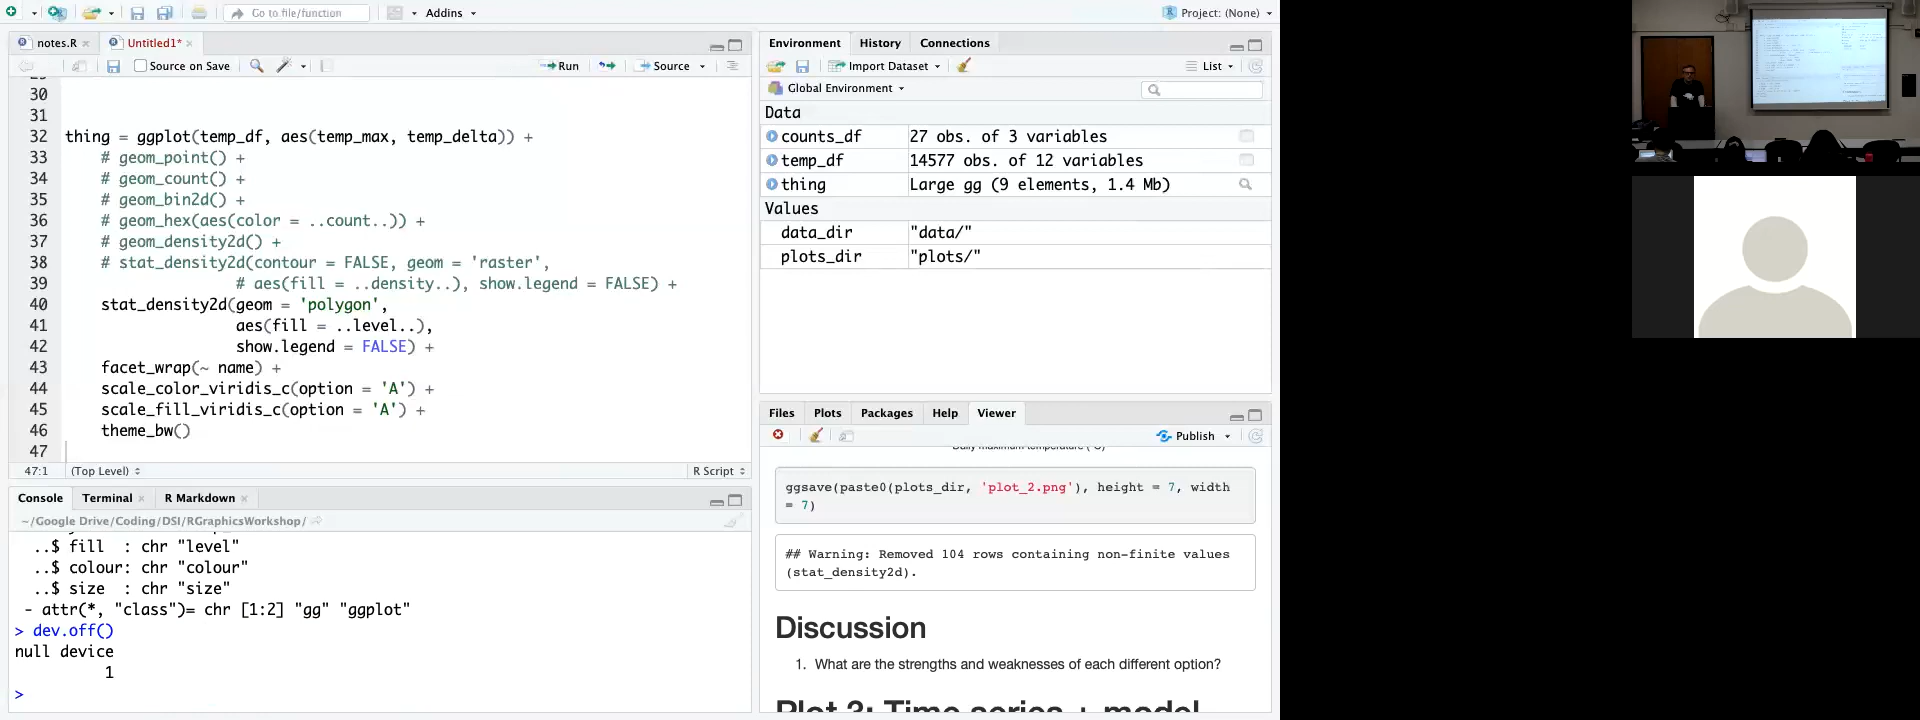 Go to file/function
Addins
Project: (None)
notes.R
Untitled1*
Source on Save
Run
Source
30
31
32 thing = ggplot(temp_df, aes(temp_max, temp_delta)) +
33 # geom_point() +
34 # geom_count() +
35 # geom_bin2d() +
36 # geom_hex(aes(color = ..count..)) +
37 # geom_density2d() +
38 # stat_density2d(contour = FALSE, geom = 'raster',
39 # aes(fill = ..density..), show.legend = FALSE) +
40 stat_density2d(geom = 'polygon',
41 aes(fill = ..level..),
42 show.legend = FALSE) +
43 facet_wrap(~ name) +
44 scale_color_viridis_c(option = 'A') +
45 scale_fill_viridis_c(option = 'A') +
46 theme_bw()
47
47:1 (Top Level) R Script
Console Terminal R Markdown
~/Google Drive/Coding/DSI/RGraphicsWorkshop/
..$ fill : chr "level"
..$ colour: chr "colour"
..$ size : chr "size"
- attr(*, "class")= chr [1:2] "gg" "ggplot"
> dev.off()
null device
1
>
Environment History Connections
Import Dataset List
Global Environment
Data
counts_df 27 obs. of 3 variables
temp_df 14577 obs. of 12 variables
thing Large gg (9 elements, 1.4 Mb)
Values
data_dir "data/"
plots_dir "plots/"
Files Plots Packages Help Viewer
Publish
ggsave(paste0(plots_dir, 'plot_2.png'), height = 7, width
= 7)
## Warning: Removed 104 rows containing non-finite values
(stat_density2d).
Discussion
1. What are the strengths and weaknesses of each different option?
Plot 3: Time series + model